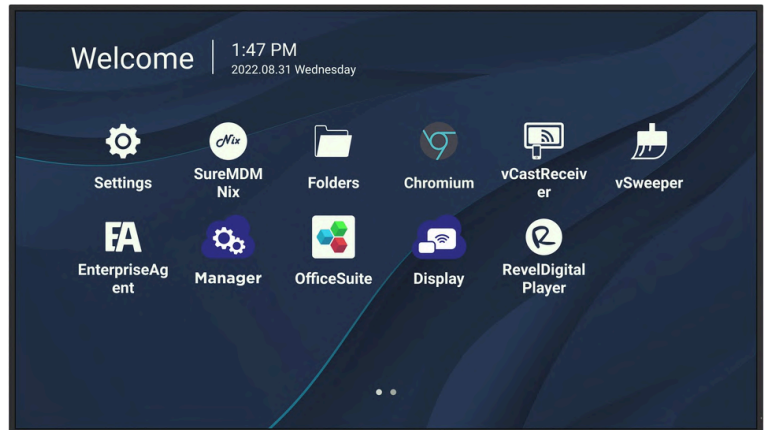 Welcome
1:47 PM
2022.08.31 Wednesday
Settings
Nix
SureMDM
Nix
Folders
Chromium
vCastReceiv
er
vSweeper
EA
EnterpriseAg
ent
Manager
OfficeSuite
Display
R
RevelDigital
Player